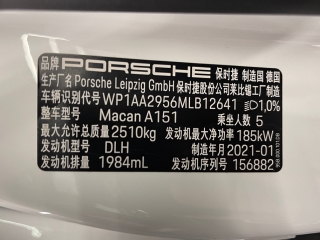 品牌 PORSCHE 保时捷 制造国 德国
生产厂名 Porsche Leipzig GmbH 保时捷股份公司莱比锡工厂制造
车辆识别代号 WP1AA2956MLB12641 1,0%
整车型号 Macan A151 乘坐人数 5
最大允许总质量 2510kg 发动机最大净功率 185kW
发动机型号 DLH 制造年月 2021-01
发动机排量 1984mL 发动机号 156882